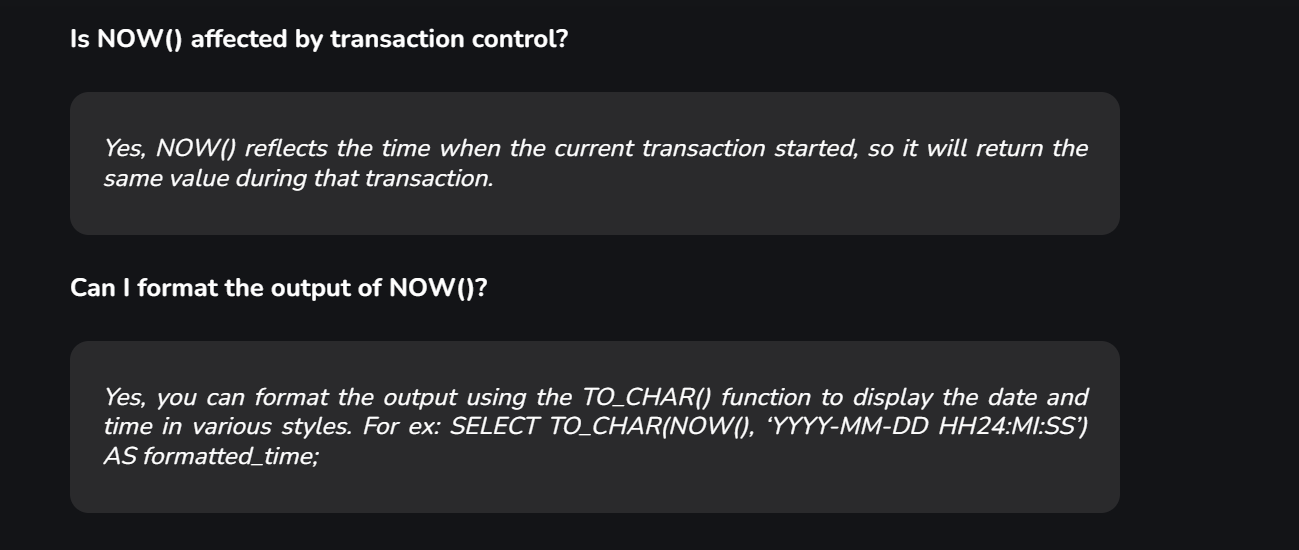 Is NOW() affected by transaction control?
Yes, NOW() reflects the time when the current transaction started, so it will return the
same value during that transaction.
Can I format the output of NOW()?
Yes, you can format the output using the TO_CHAR() function to display the date and
time in various styles. For ex: SELECT TO_CHAR(NOW(), ‘YYYY-MM-DD HH24:MI:SS’)
AS formatted_time;